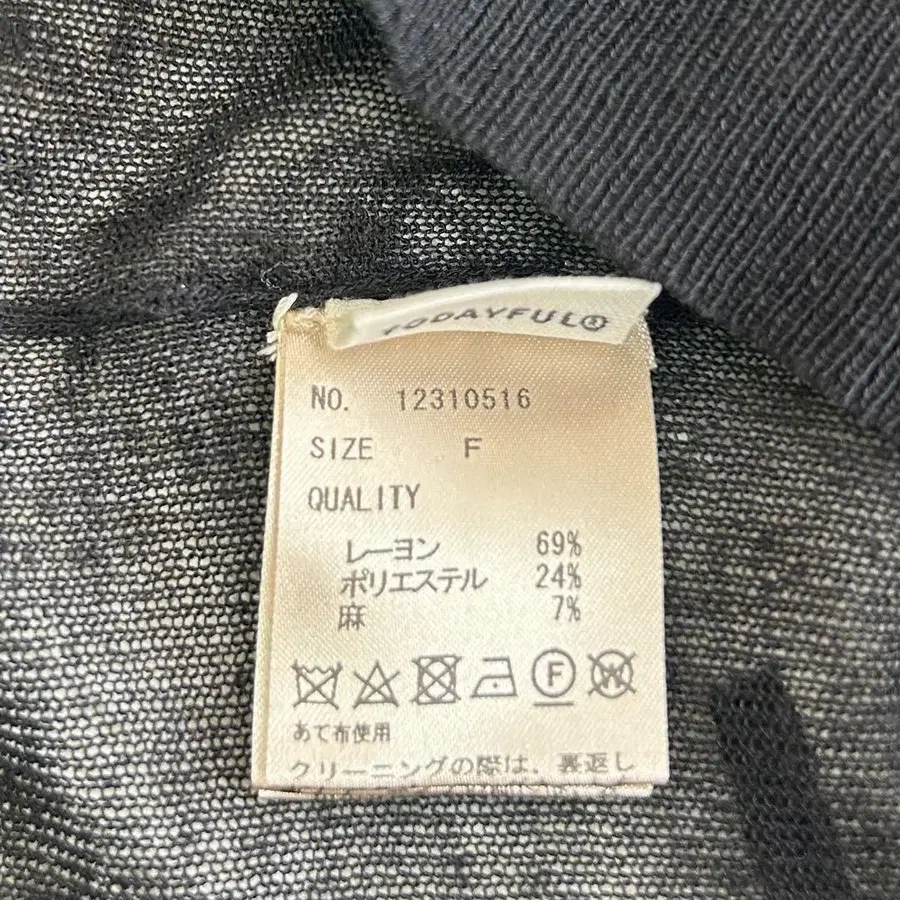 TODAYFUL®
NO. 12310516
SIZE F
QUALITY
レーヨン 69%
ポリエステル 24%
麻 7%
F W
あて布使用
クリーニングの際は、裏返し